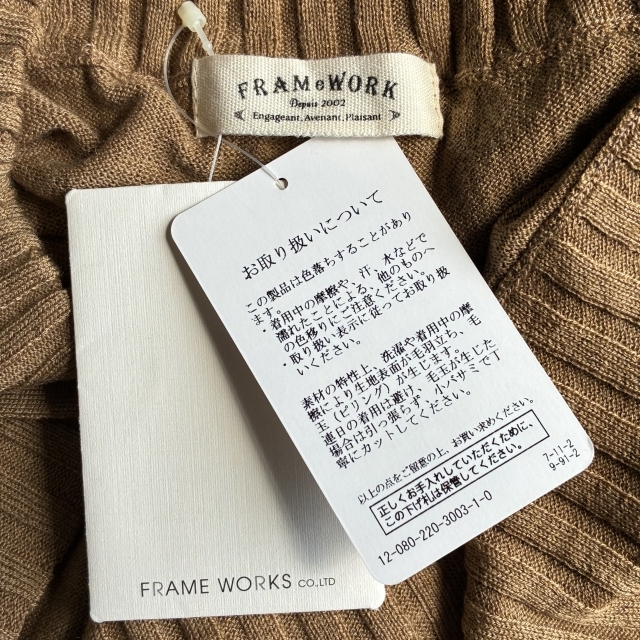 FRAMeWORK
Depuis 2002
Engageant, Avenant, Plaisant
お取り扱いについて
この製品は色落ちすることがあり
ます。
・着用中の摩擦や、汗、水などで
濡れたことによる、他のものへ
の色移りにご注意ください。
・取り扱い表示に従ってお取り扱
いください。
素材の特性上、洗濯や着用中の摩
擦により生地表面が毛羽立ち、毛
玉（ピリング）が生じます。
連日の着用は避け、毛玉が生じた
場合は引っ張らず、小バサミで丁
寧にカットしてください。
以上の点をご留意の上、お買い求めください。
正しくお手入れしていただくために、
この下げ札は保管してください。
7-11-2
9-91-2
12-080-220-3003-1-0
FRAME WORKS CO.,LTD